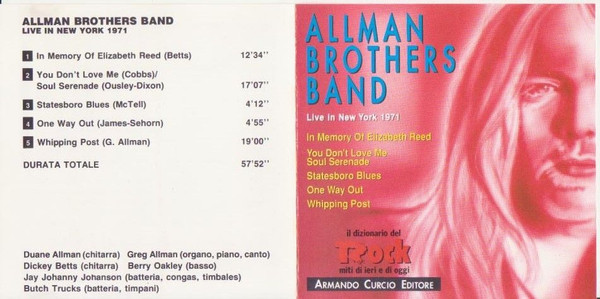 ALLMAN BROTHERS BAND
LIVE IN NEW YORK 1971
1 In Memory Of Elizabeth Reed (Betts) 12'34''
2 You Don't Love Me (Cobbs)/
Soul Serenade (Ousley-Dixon) 17'07''
3 Statesboro Blues (McTell) 4'12''
4 One Way Out (James-Sehorn) 4'55''
5 Whipping Post (G. Allman) 19'00''
DURATA TOTALE 57'52''
Duane Allman (chitarra) Greg Allman (organo, piano, canto)
Dickey Betts (chitarra) Berry Oakley (basso)
Jay Johanny Johanson (batteria, congas, timbales)
Butch Trucks (batteria, timpani)
ALLMAN
BROTHERS
BAND
Live in New York 1971
In Memory Of Elizabeth Reed
You Don't Love Me
Soul Serenade
Statesboro Blues
One Way Out
Whipping Post
il dizionario del
Rock
miti di ieri e di oggi
ARMANDO CURCIO EDITORE